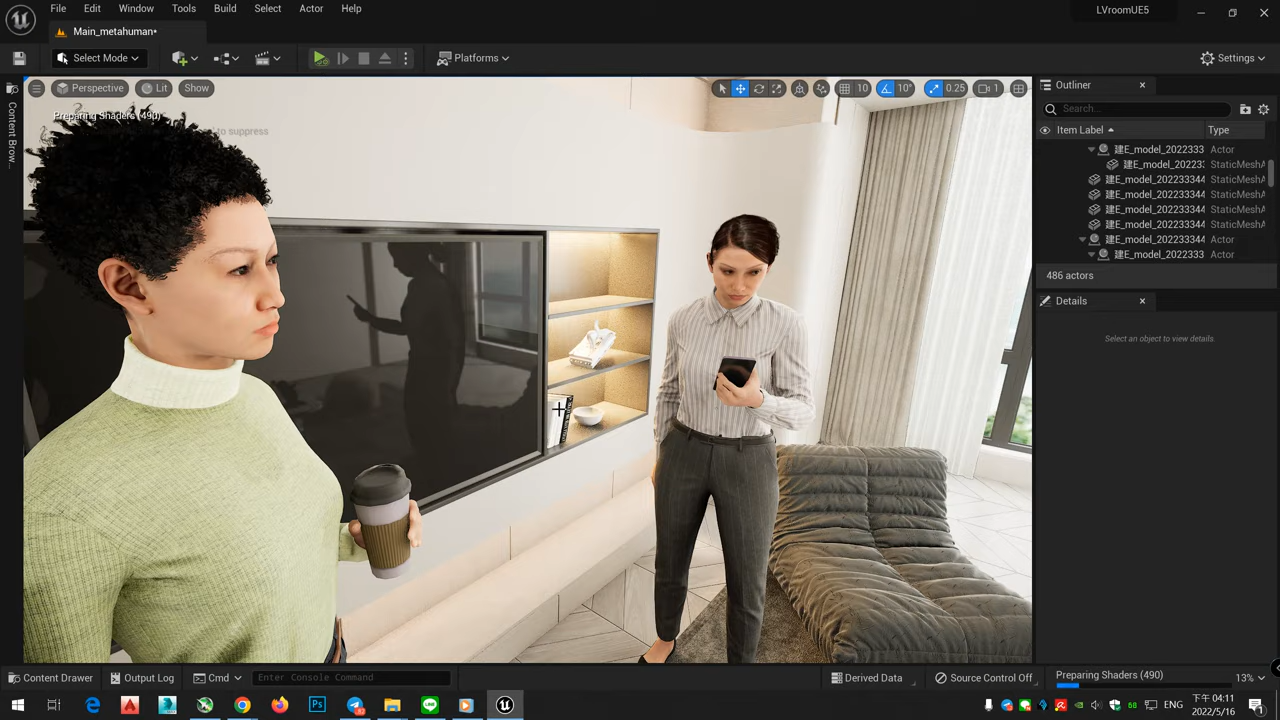 File Edit Window Tools Build Select Actor Help
LVroomUE5
Main_metahuman*
Select Mode
Platforms
Settings
Content Brow...
Perspective Lit Show
10 10° 0.25 1
Preparing Shaders (490)
to suppress
Outliner
Search...
Item Label Type
建E_model_2022333 Actor
建E_model_20223: StaticMeshA
建E_model_202233344 StaticMeshA
建E_model_202233344 StaticMeshA
建E_model_202233344 StaticMeshA
建E_model_202233344 StaticMeshA
建E_model_202233344 Actor
建E_model_2022333 Actor
486 actors
Details
Select an object to view details.
Content Drawer Output Log Cmd Enter Console Command
Derived Data Source Control Off
Preparing Shaders (490) 13%
ENG
下午 04:11
2022/5/16